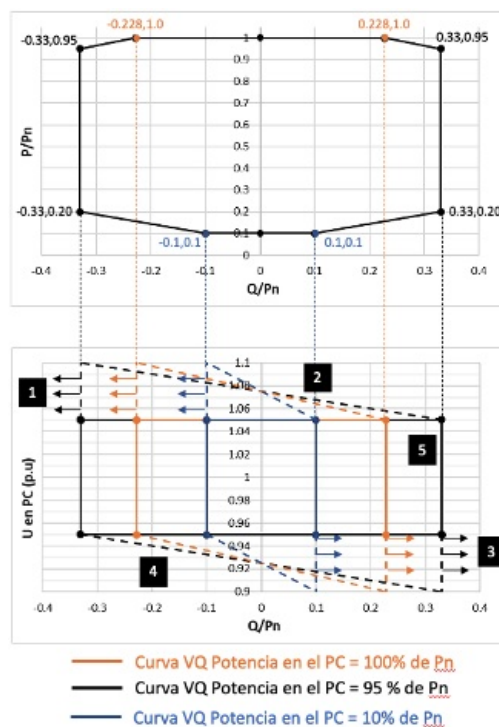 -0.228,1.0 0.228,1.0
-0.33,0.95 1 0.33,0.95
0.9
0.8
0.7
0.6
P/Pn 0.5
0.4
0.3
-0.33,0.20 0.2 0.33,0.20
-0.1,0.1 0.1 0.1,0.1
0
-0.4 -0.3 -0.2 -0.1 0 0.1 0.2 0.3 0.4
Q/Pn
1.1
1 2
1.08
1.06
5
1.04
1.02
U en PC (p.u) 1
0.98
0.96
3
0.94
4
0.92
0.9
-0.4 -0.3 -0.2 -0.1 0 0.1 0.2 0.3 0.4
Q/Pn
Curva VQ Potencia en el PC = 100% de Pn
Curva VQ Potencia en el PC = 95 % de Pn
Curva VQ Potencia en el PC = 10% de Pn